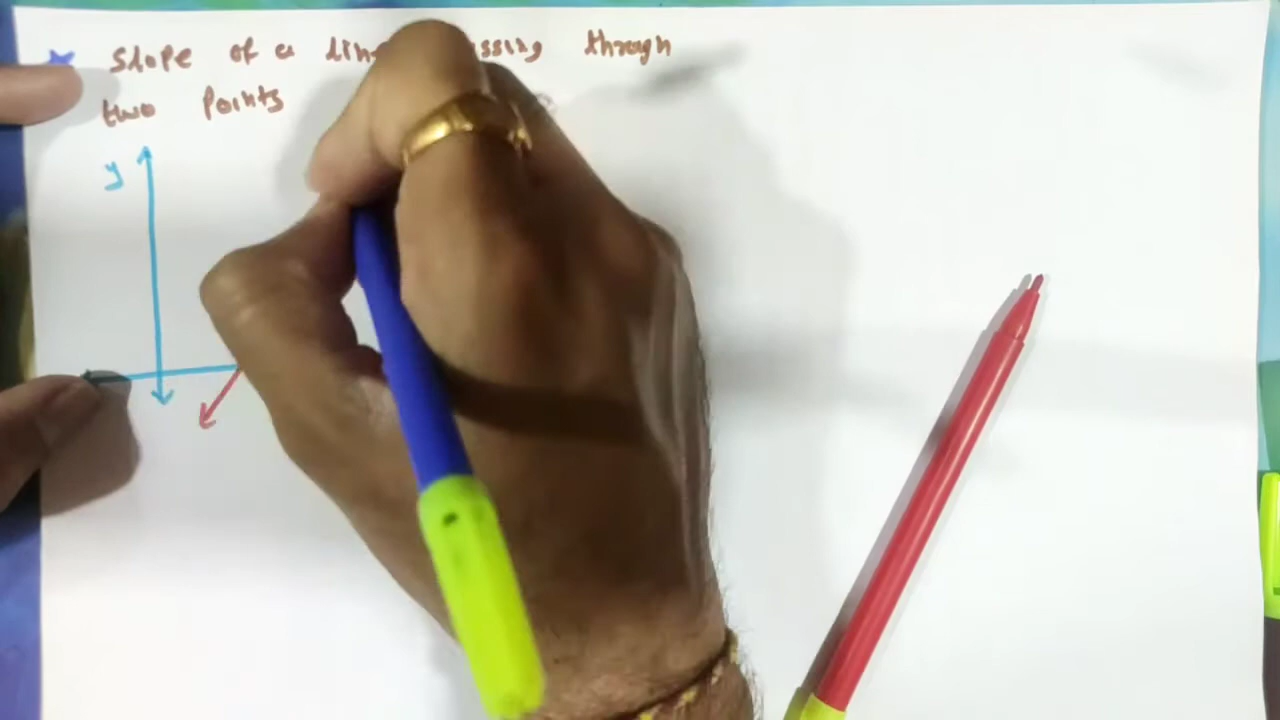 slope of a through
two points
y